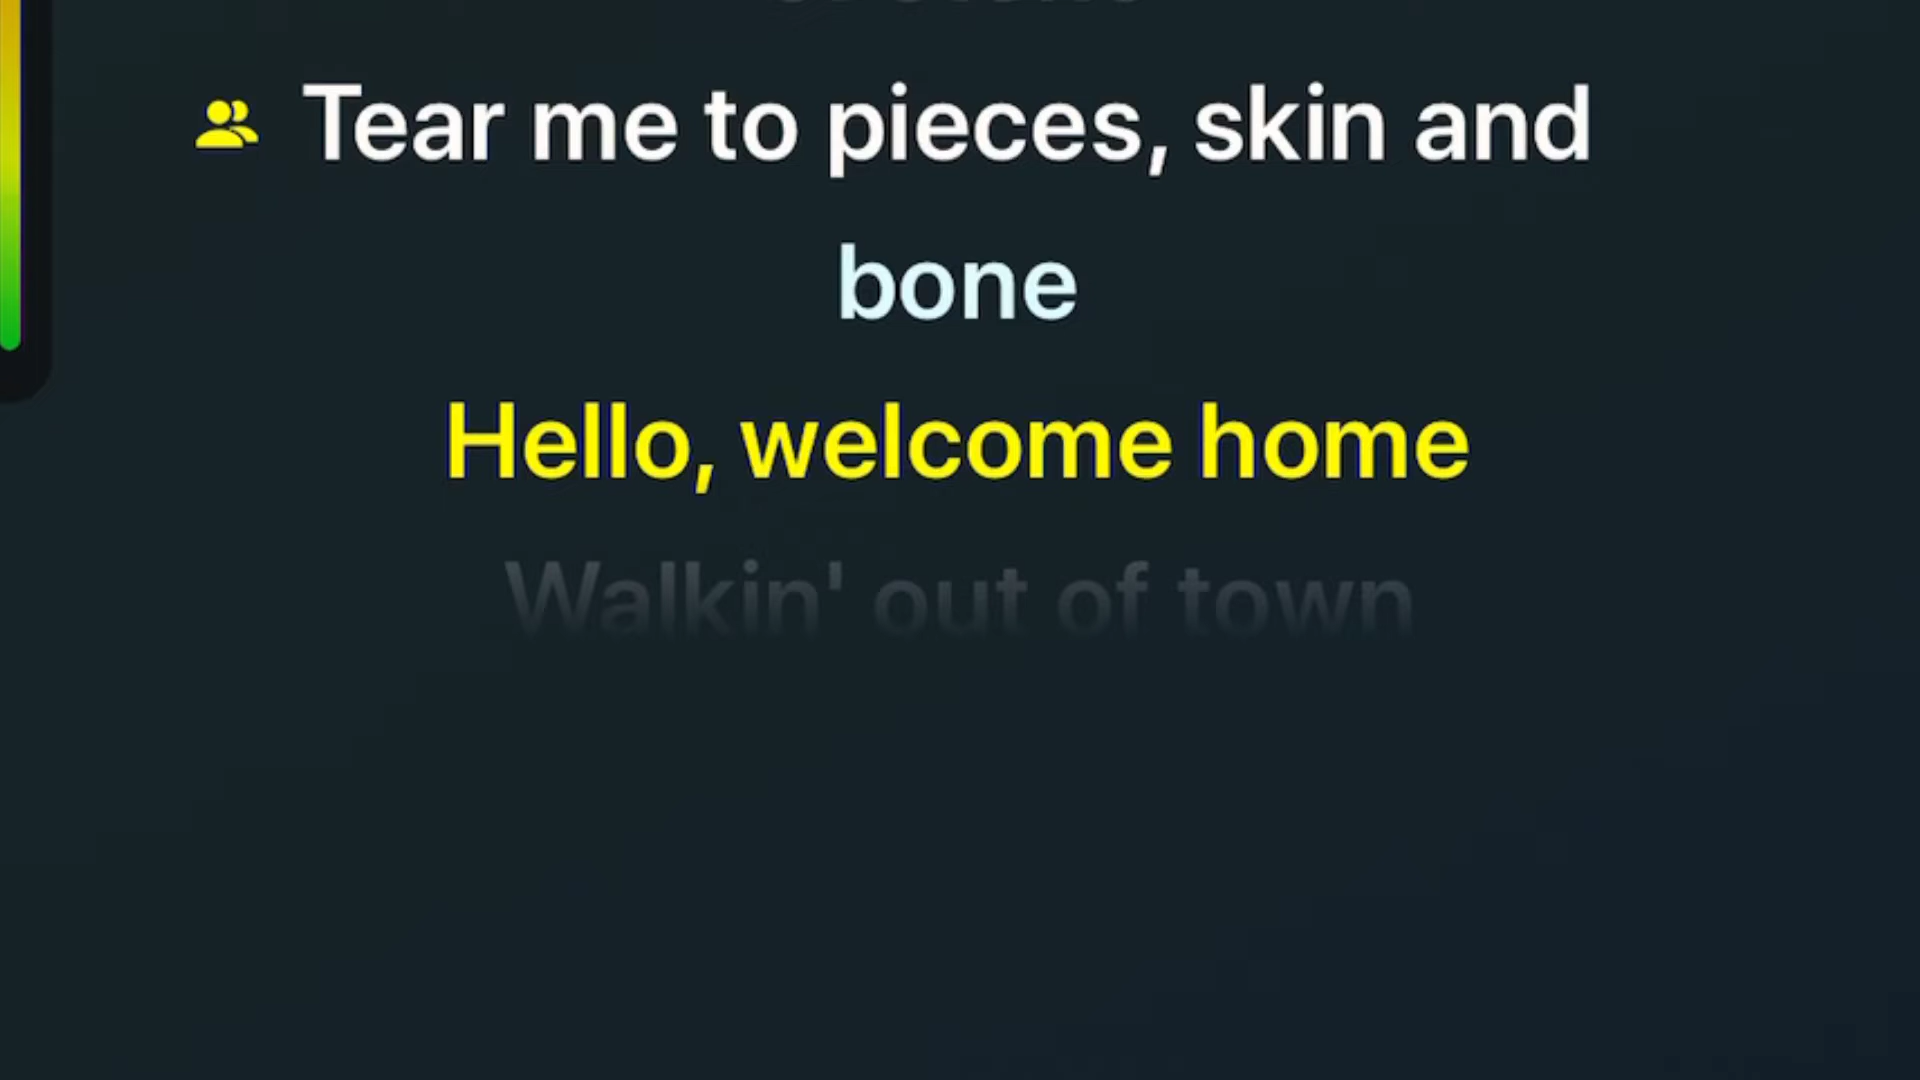 Tear me to pieces, skin and
bone
Hello, welcome home
Walkin' out of town